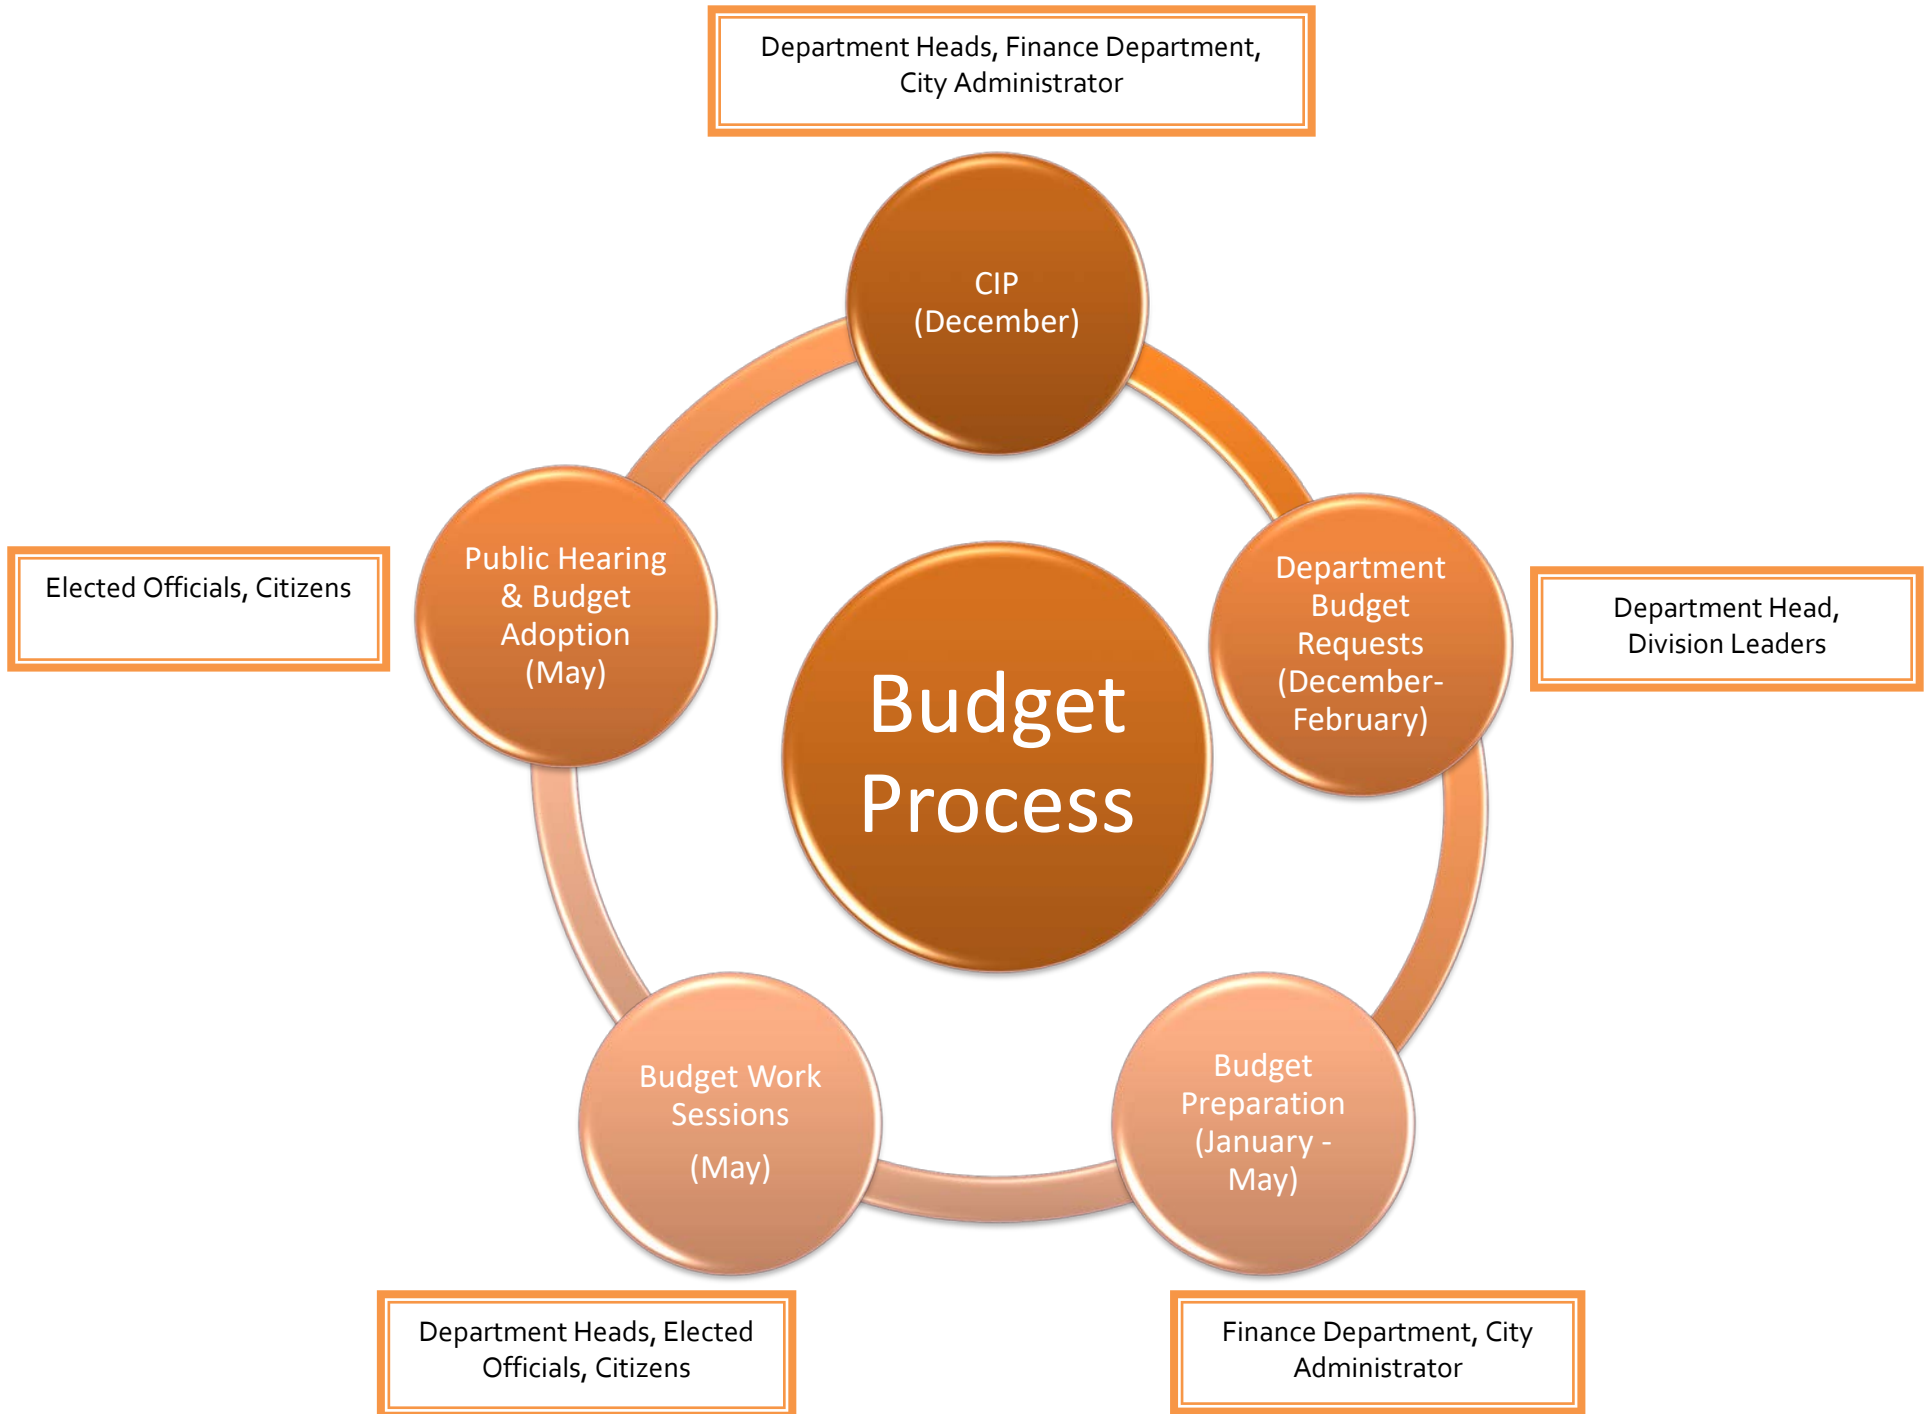 Department Heads, Finance Department,
City Administrator
CIP
(December)
Department
Budget
Requests
(December-
February)
Department Head,
Division Leaders
Budget
Preparation
(January -
May)
Finance Department, City
Administrator
Budget Work
Sessions
(May)
Department Heads, Elected
Officials, Citizens
Public Hearing
& Budget
Adoption
(May)
Elected Officials, Citizens
Budget
Process